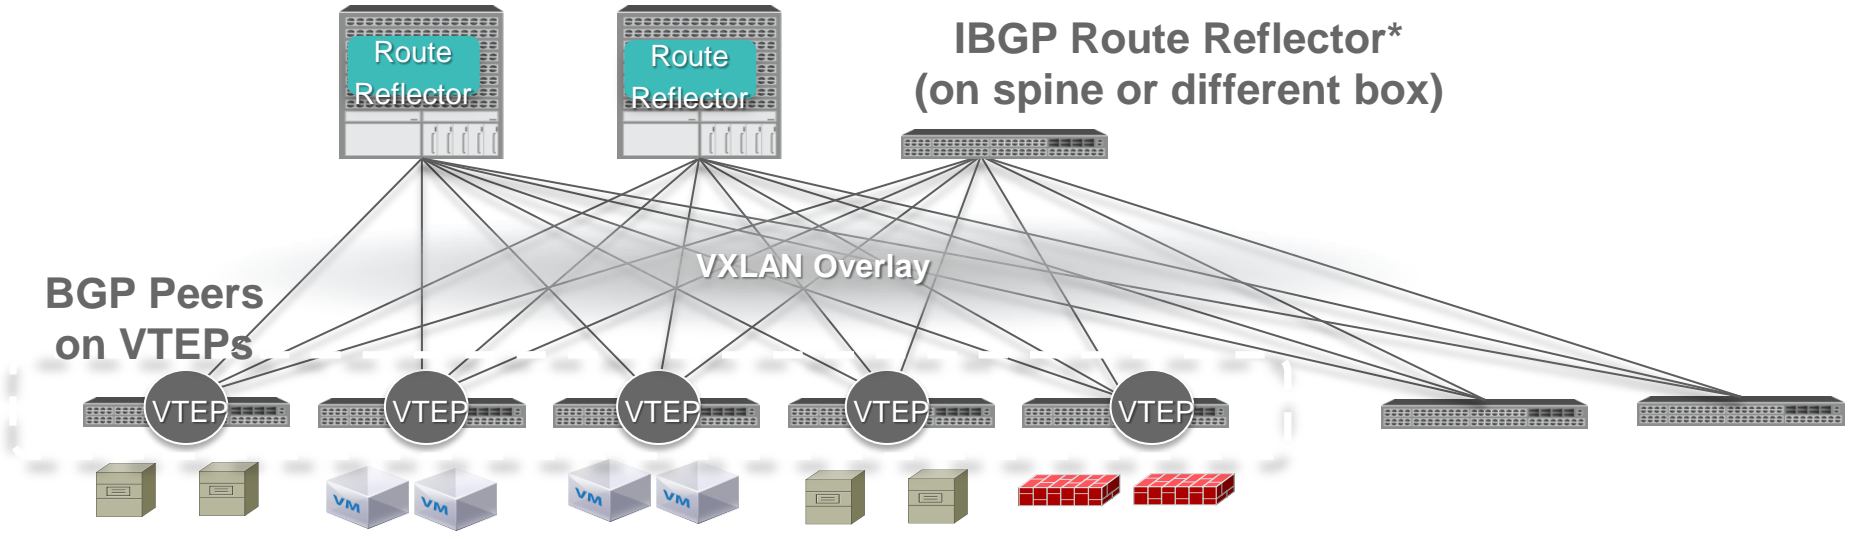 Route
Reflector
Route
Reflector
IBGP Route Reflector*
(on spine or different box)
VXLAN Overlay
BGP Peers
on VTEPs
VTEP
VTEP
VTEP
VTEP
VTEP
VM
VM
VM
VM